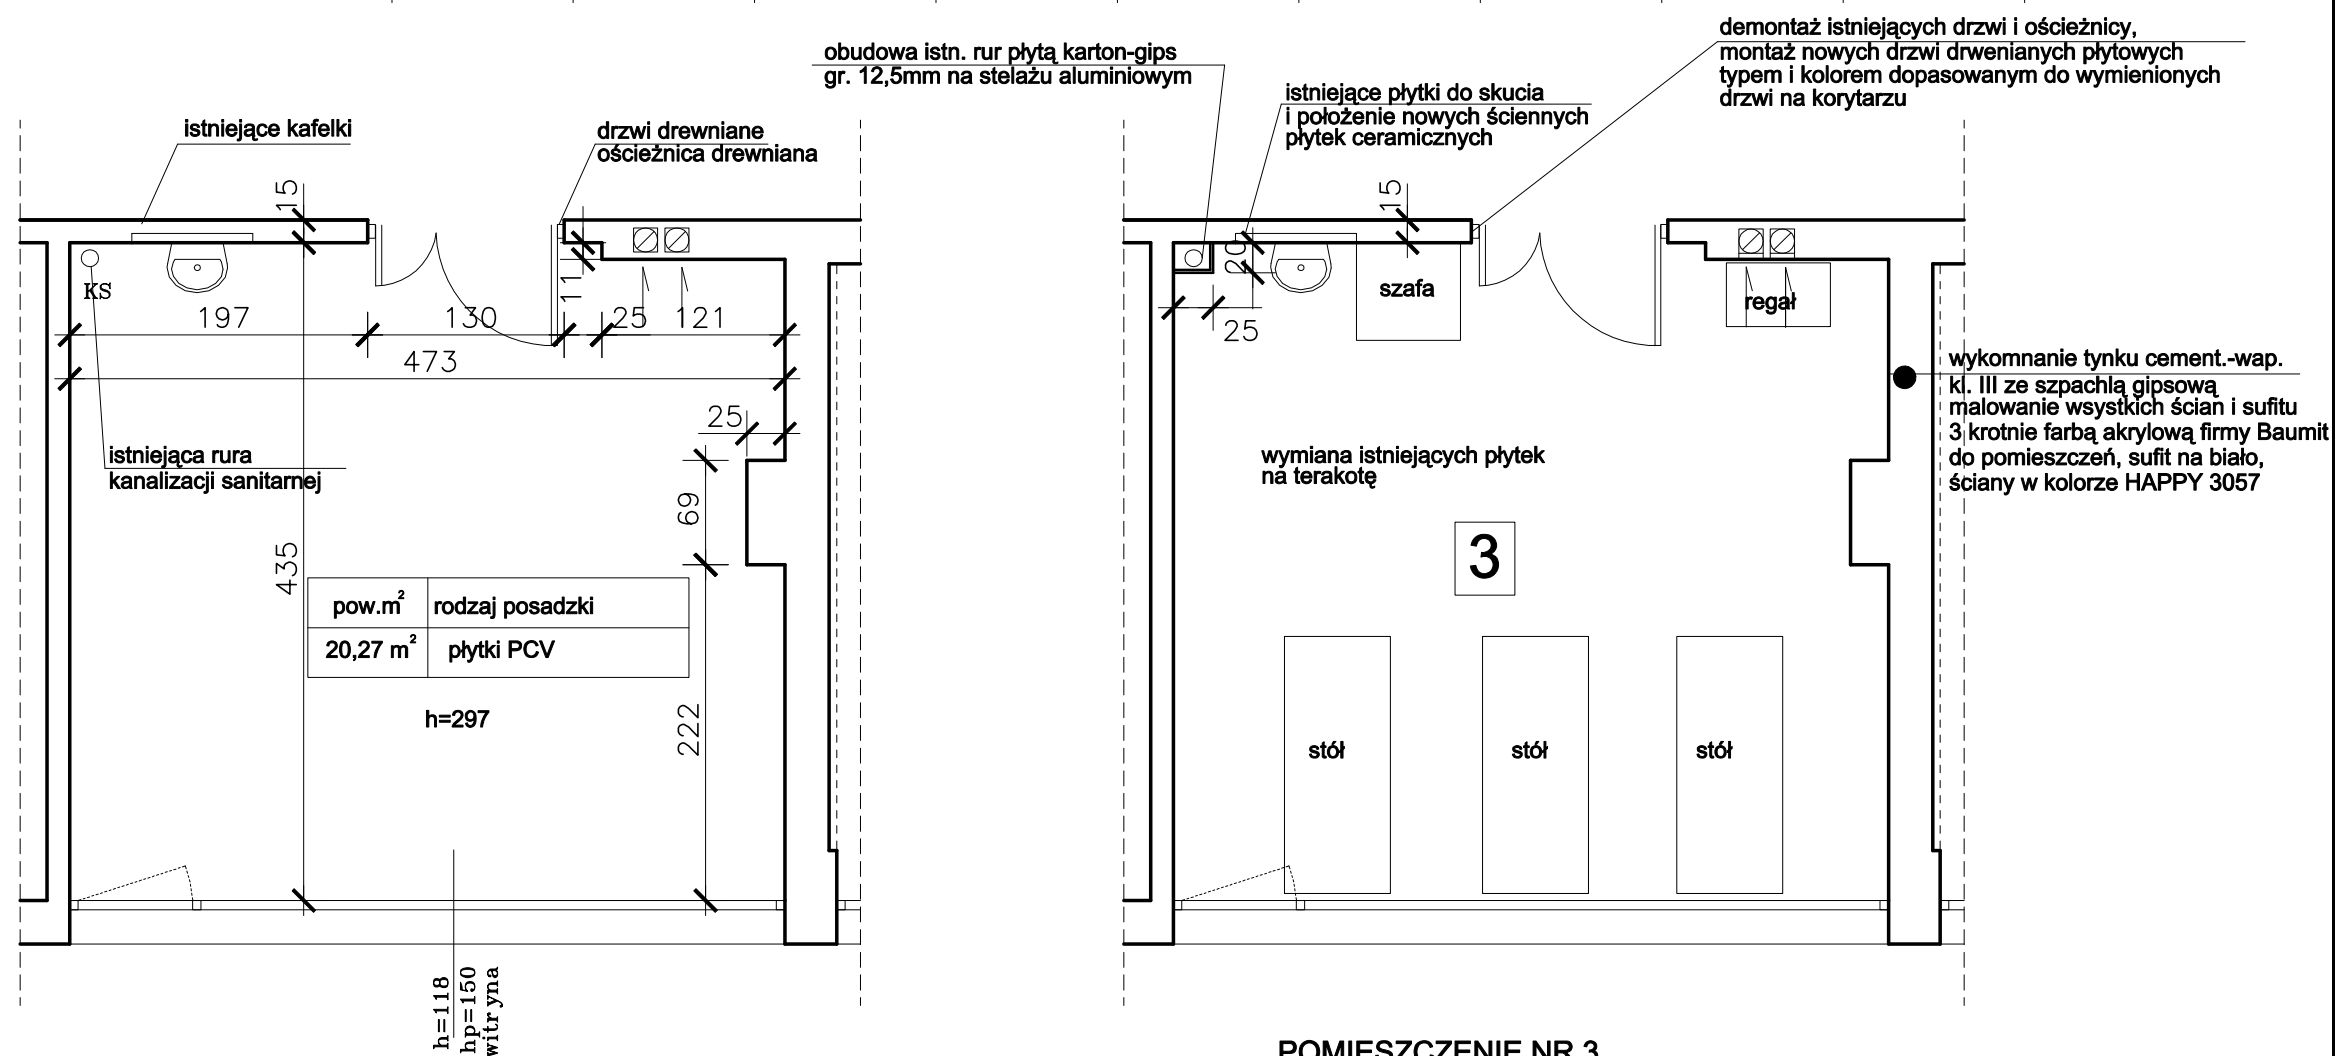 obudowa istn. rur płytą karton-gips
gr. 12,5mm na stelażu aluminiowym
demontaż istniejących drzwi i ościeżnicy,
montaż nowych drzwi drwenianych płytowych
typem i kolorem dopasowanym do wymienionych
drzwi na korytarzu
istniejące płytki do skucia
i położenie nowych ściennych
płytek ceramicznych
istniejące kafelki
drzwi drewniane
ościeżnica drewniana
15
KS
11
197
130
25
121
473
25
istniejąca rura
kanalizacji sanitarnej
69
435
pow.m² rodzaj posadzki
20,27 m² płytki PCV
h=297
222
h=118
hp=150
witryna
15
20
szafa
regał
25
wykomnanie tynku cement.-wap.
kl. III ze szpachlą gipsową
malowanie wsystkich ścian i sufitu
3 krotnie farbą akrylową firmy Baumit
do pomieszczeń, sufit na biało,
ściany w kolorze HAPPY 3057
wymiana istniejących płytek
na terakotę
3
stół
stół
stół
POMIESZCZENIE NR 3